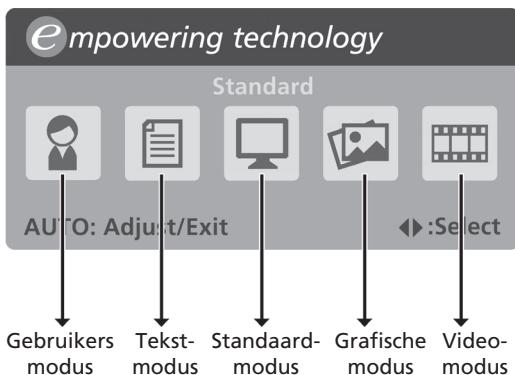 empowering technology
Standard
AUTO: Adjust/Exit :Select
Gebruikers Tekst- Standaard- Grafische Video-
modus modus modus modus modus